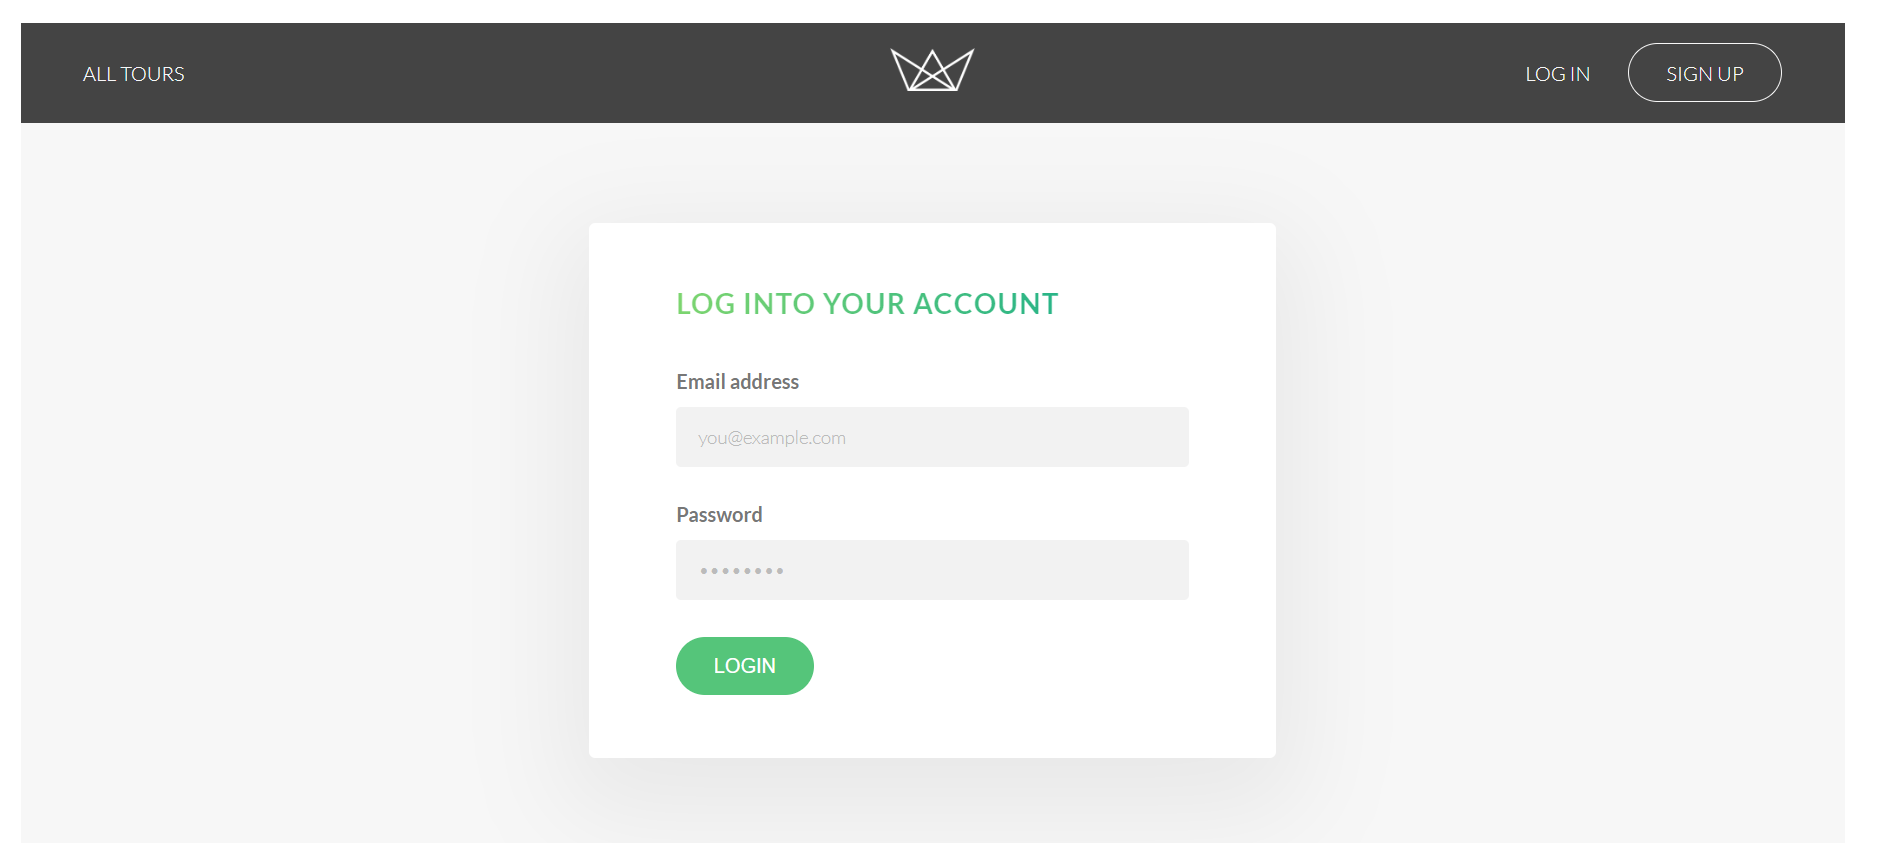 ALL TOURS
LOG IN
SIGN UP
LOG INTO YOUR ACCOUNT
Email address
you@example.com
Password
••••••••
LOGIN